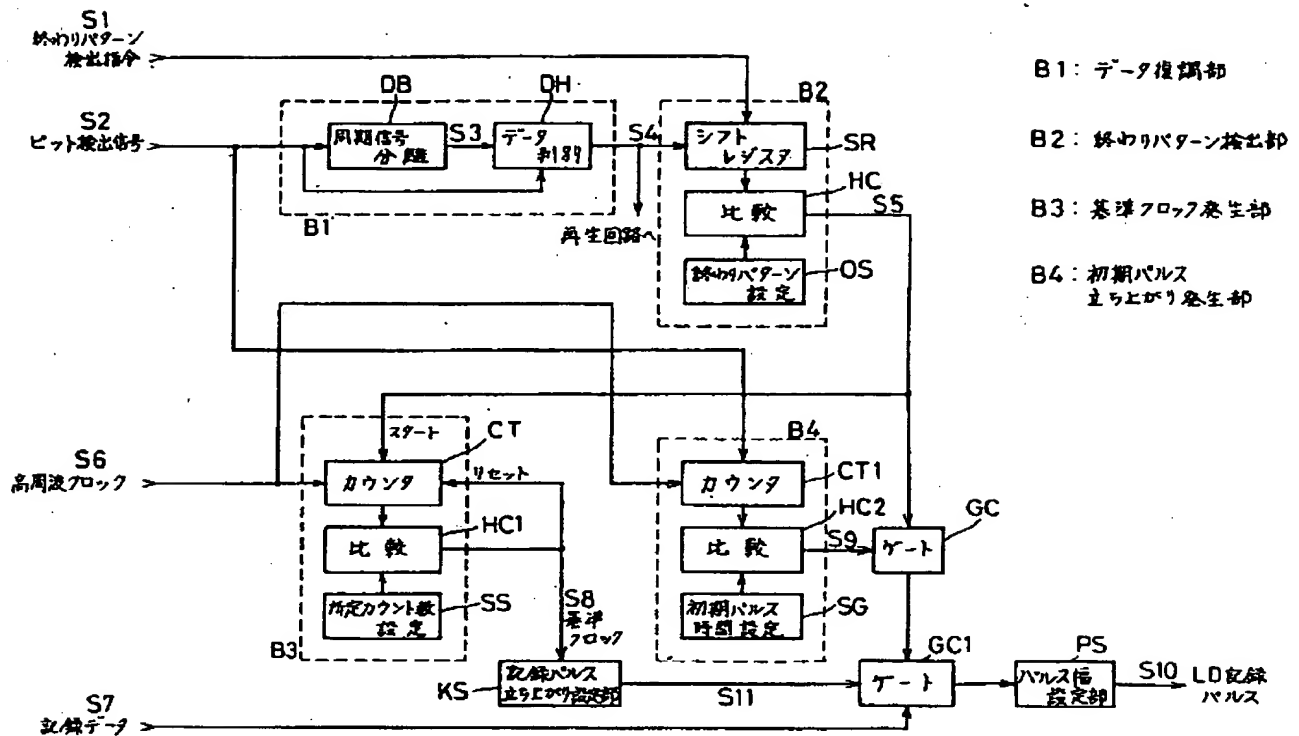 S1
終わりパターン
検出指令
S2
ピット検出信号
DB
DH
同期信号
分離
S3
データ
判別
S4
B1
再生回路へ
B2
シフト
レジスタ
SR
比較
HC
S5
終わりパターン
設定
OS
B1: データ復調部
B2: 終わりパターン検出部
B3: 基準クロック発生部
B4: 初期パルス
立ち上がり発生部
S6
高周波クロック
スタート
CT
カウンタ
リセット
比較
HC1
指定カウント数
設定
SS
B3
S8
基準
クロック
B4
カウンタ
CT1
比較
HC2
S9
初期パルス
時間設定
SG
GC
ゲート
KS
記録パルス
立ち上がり設定部
S11
GC1
ゲート
PS
パルス幅
設定部
S10
LD記録
パルス
S7
記録データ